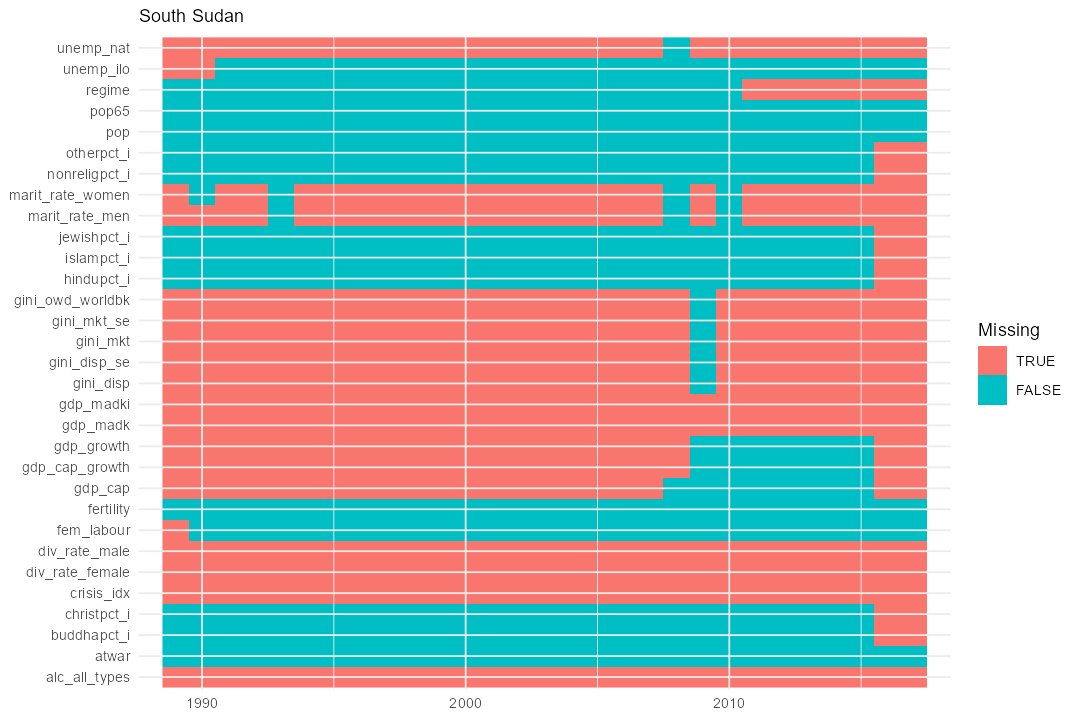 South Sudan
unemp_nat
unemp_ilo
regime
pop65
pop
otherpct_i
nonreligpct_i
marit_rate_women
marit_rate_men
jewishpct_i
islampct_i
hindupct_i
gini_owd_worldbk
gini_mkt_se
gini_mkt
gini_disp_se
gini_disp
gdp_madki
gdp_madk
gdp_growth
gdp_cap_growth
gdp_cap
fertility
fem_labour
div_rate_male
div_rate_female
crisis_idx
christpct_i
buddhapct_i
atwar
alc_all_types
1990 2000 2010
Missing
TRUE
FALSE